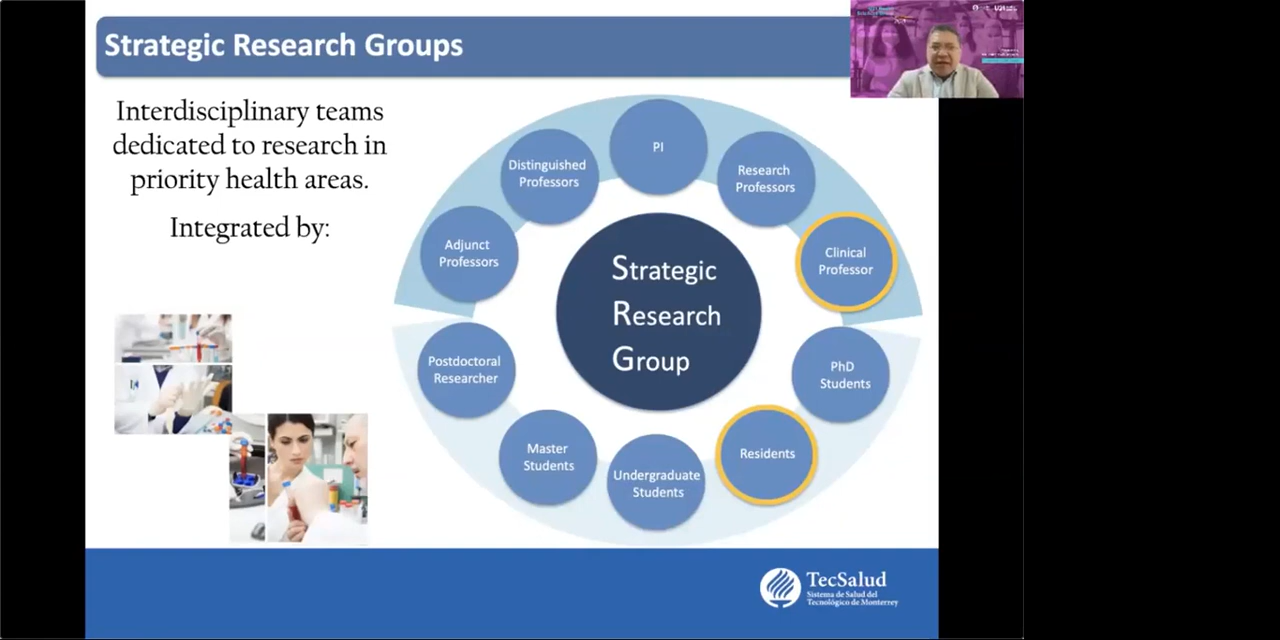 Strategic Research Groups
Interdisciplinary teams
dedicated to research in
priority health areas.
Integrated by:
PI
Distinguished
Professors
Research
Professors
Adjunct
Professors
Clinical
Professor
Strategic
Research
Group
Postdoctoral
Researcher
PhD
Students
Master
Students
Residents
Undergraduate
Students
TecSalud
Sistema de Salud del
Tecnológico de Monterrey